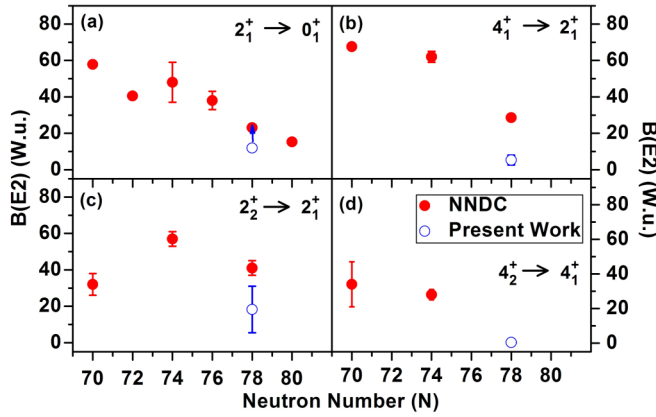 (a)
2₁⁺ → 0₁⁺
(b)
4₁⁺ → 2₁⁺
80
60
40
20
0
80
60
40
20
0
B(E2) (W.u.)
B(E2) (W.u.)
(c)
2₂⁺ → 2₁⁺
(d)
NNDC
Present Work
4₂⁺ → 4₁⁺
80
60
40
20
0
80
60
40
20
0
70 72 74 76 78 80 70 72 74 76 78 80
Neutron Number (N)